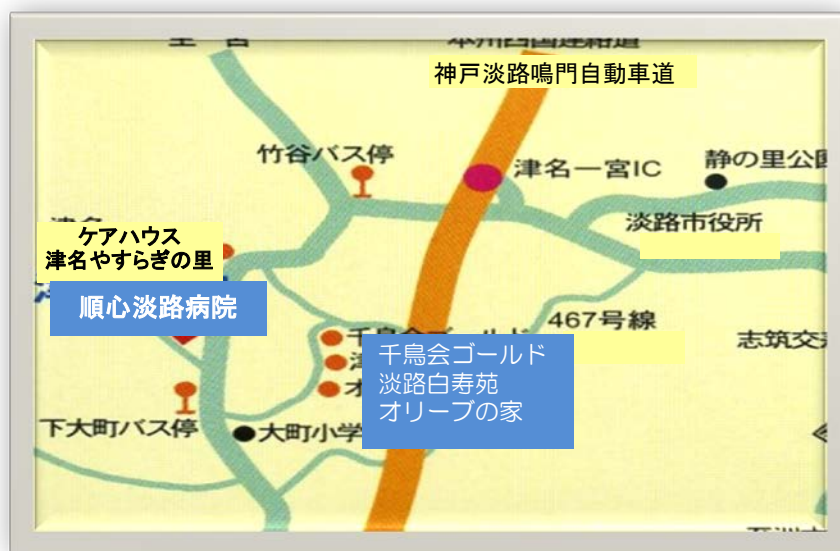 神戸淡路鳴門自動車道
竹谷バス停
津名一宮IC
静の里公園
淡路市役所
ケアハウス
津名やすらぎの里
順心淡路病院
467号線
千鳥会ゴールド
淡路白寿苑
オリーブの家
志筑交
下大町バス停
大町小学